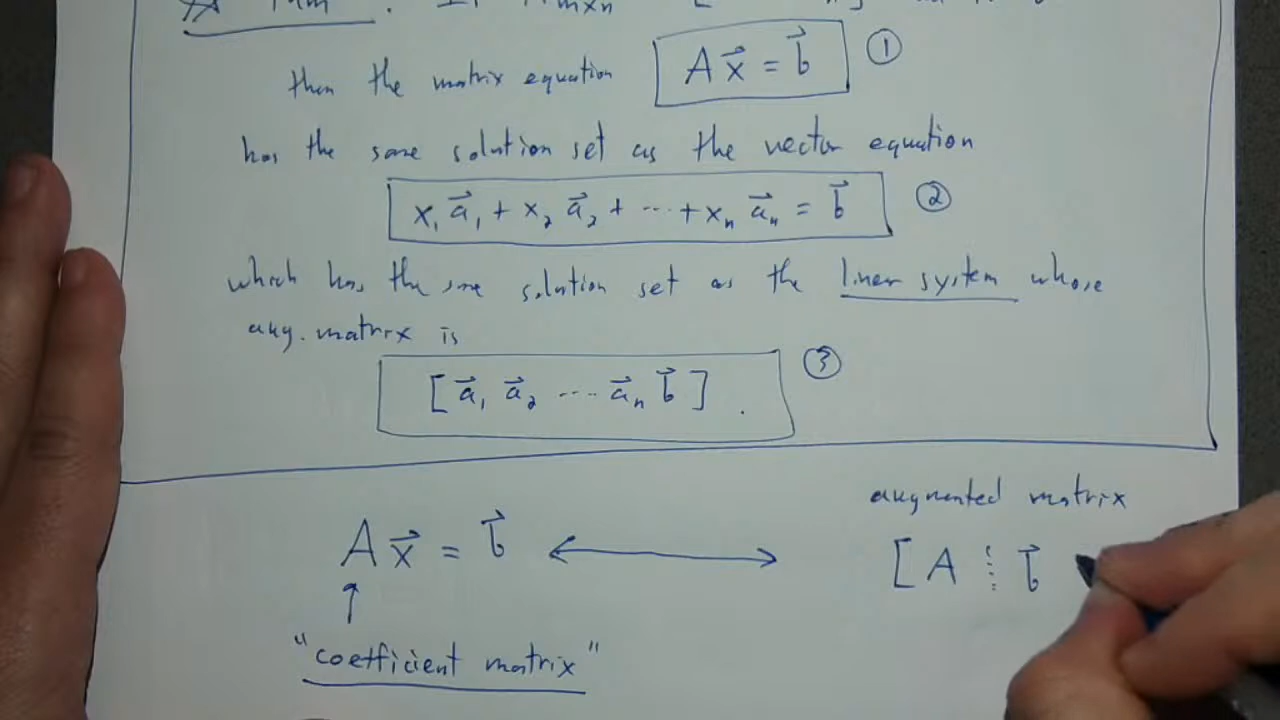 then the matrix equation A x⃗ = b⃗ ①
has the same solution set as the vector equation
x₁ a⃗₁ + x₂ a⃗₂ + ··· + xₙ a⃗ₙ = b⃗ ②
which has the same solution set as the linear system whose
aug. matrix is
[ a⃗₁ a⃗₂ ···· a⃗ₙ b⃗ ] . ③
augmented matrix
A x⃗ = b⃗ ⟷ [ A ⋮ b⃗
↑
"coefficient matrix"